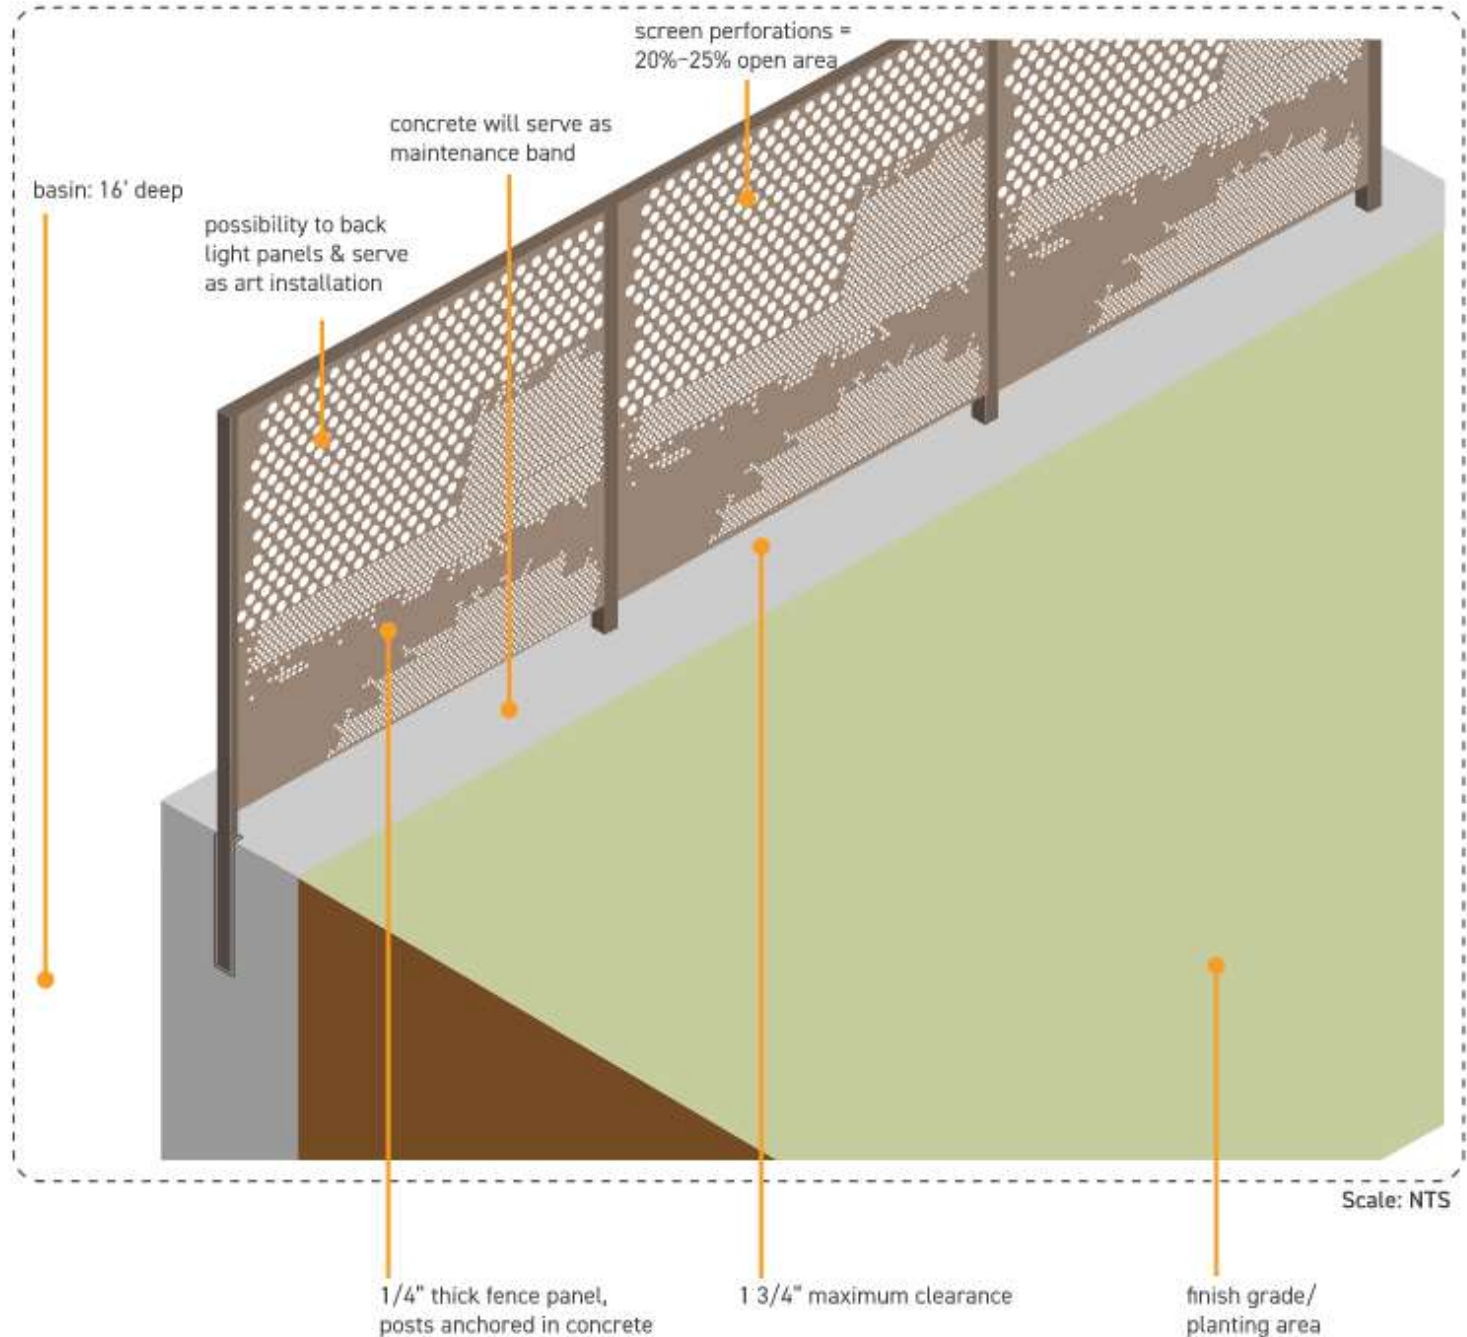 screen perforations =
20%-25% open area
concrete will serve as
maintenance band
basin: 16' deep
possibility to back
light panels & serve
as art installation
Scale: NTS
1/4" thick fence panel,
posts anchored in concrete
1 3/4" maximum clearance
finish grade/
planting area